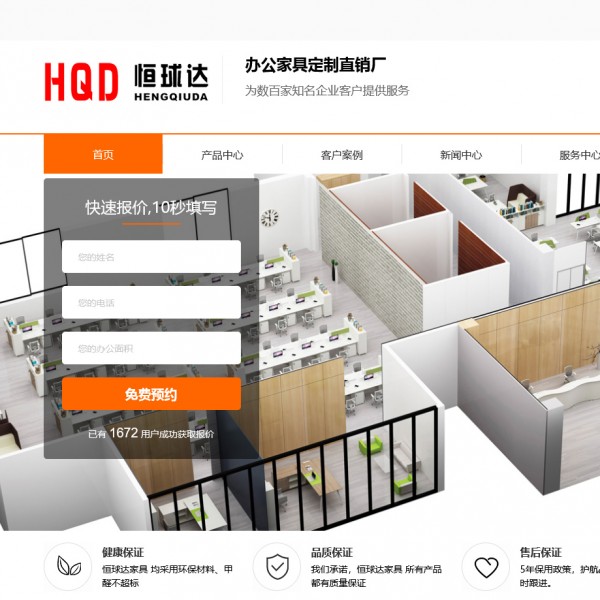 HQD 恒球达
HENGQIUDA
办公家具定制直销厂
为数百家知名企业客户提供服务
首页 产品中心 客户案例 新闻中心 服务中心
快速报价,10秒填写
您的姓名
您的电话
您的办公面积
免费预约
已有 1672 用户成功获取报价
健康保证
恒球达家具 均采用环保材料、甲
醛不超标
品质保证
我们承诺，恒球达家具 所有产品
都有质量保证
售后保证
5年保用政策，护航
时跟进。